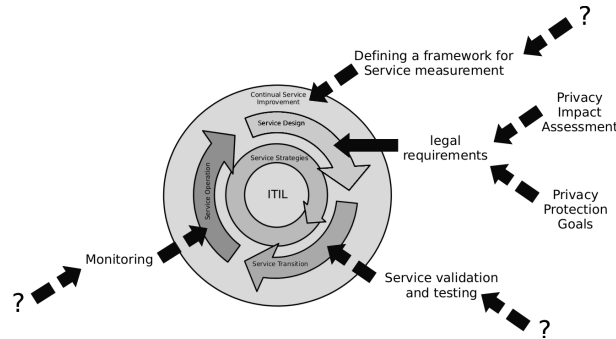 ?
Defining a framework for
Service measurement
Continual Service
Improvement
Service Design
Privacy
Impact
Assessment
legal
requirements
Service Strategies
ITIL
Service Operation
Privacy
Protection
Goals
Monitoring
Service Transition
Service validation
and testing
?
?